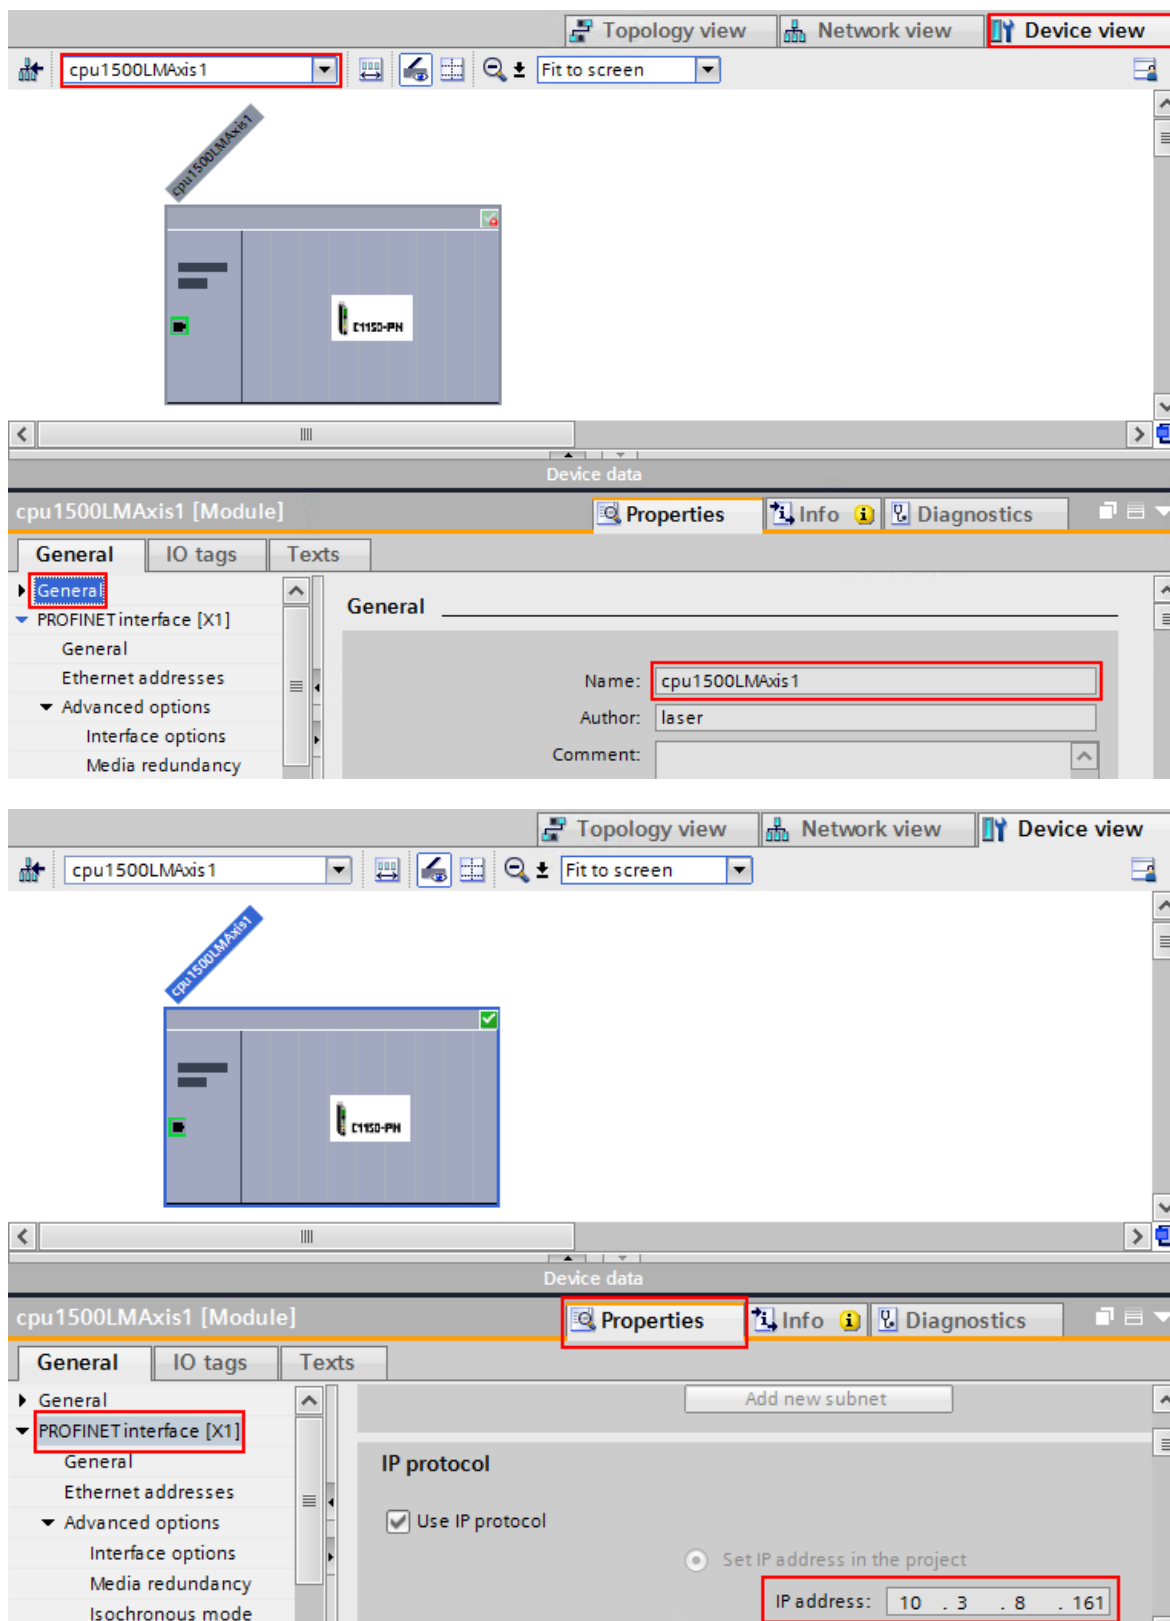 Topology view Network view Device view
cpu1500LMAxis1 Fit to screen
cpu1500LMAxis1
C1150-PN
Device data
cpu1500LMAxis1 [Module] Properties Info Diagnostics
General IO tags Texts
General
PROFINET interface [X1]
General
Ethernet addresses
Advanced options
Interface options
Media redundancy
General
Name: cpu1500LMAxis1
Author: laser
Comment:
Topology view Network view Device view
cpu1500LMAxis1 Fit to screen
cpu1500LMAxis1
C1150-PN
Device data
cpu1500LMAxis1 [Module] Properties Info Diagnostics
General IO tags Texts
General
PROFINET interface [X1]
General
Ethernet addresses
Advanced options
Interface options
Media redundancy
Isochronous mode
Add new subnet
IP protocol
Use IP protocol
Set IP address in the project
IP address: 10 . 3 . 8 . 161